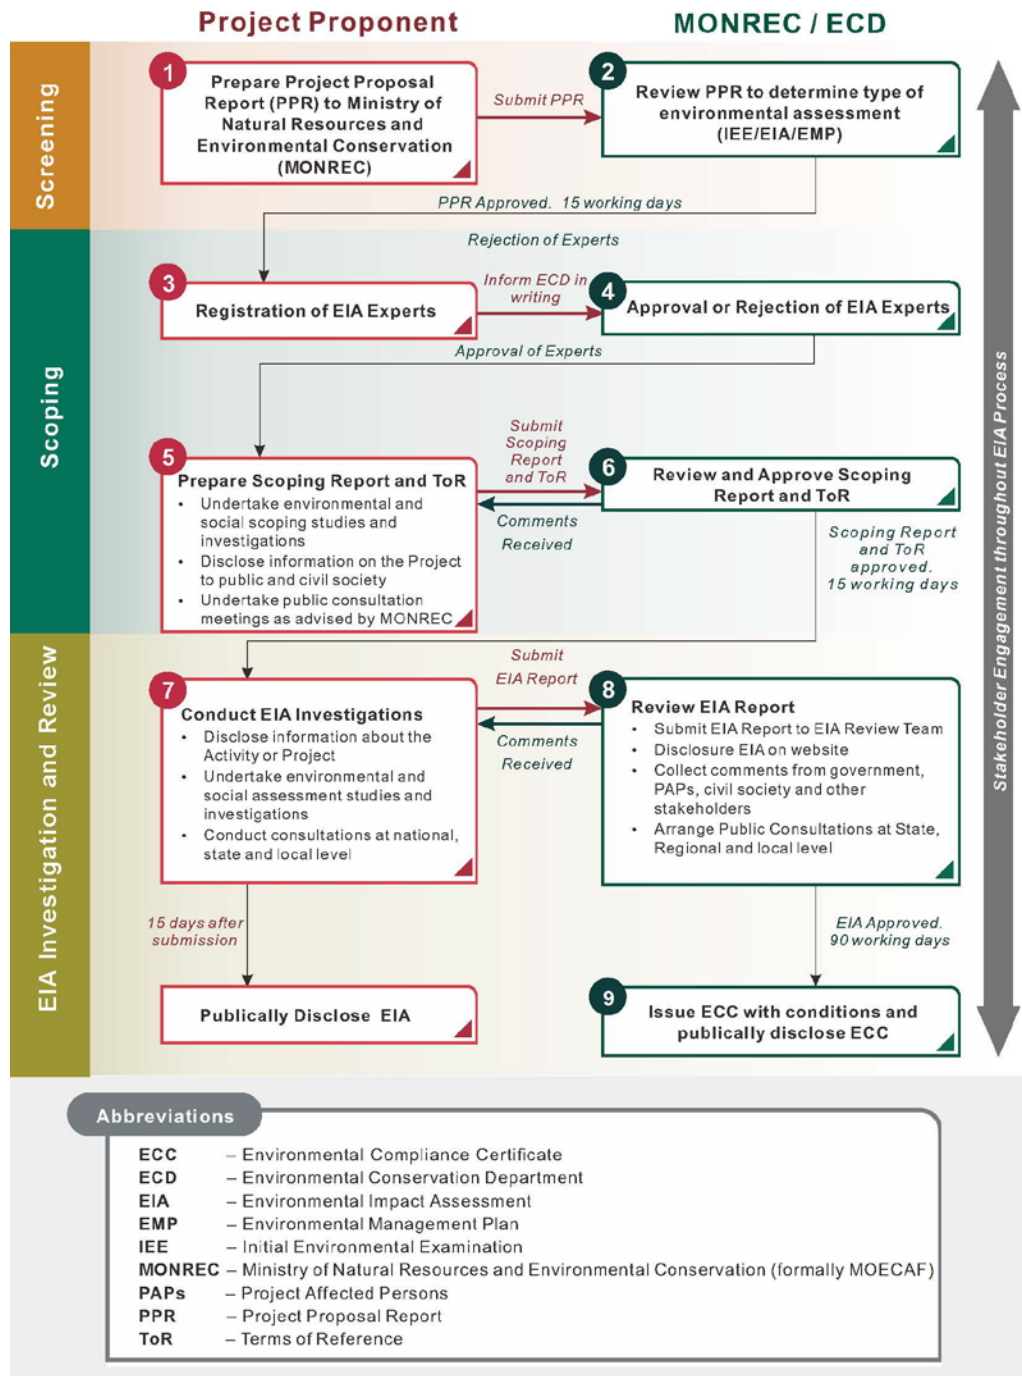 Project Proponent
MONREC / ECD
Screening
1
Prepare Project Proposal
Report (PPR) to Ministry of
Natural Resources and
Environmental Conservation
(MONREC)
Submit PPR
2
Review PPR to determine type of
environmental assessment
(IEE/EIA/EMP)
PPR Approved. 15 working days
Scoping
Rejection of Experts
3
Registration of EIA Experts
Inform ECD in
writing
4
Approval or Rejection of EIA Experts
Approval of Experts
5
Prepare Scoping Report and ToR
• Undertake environmental and
social scoping studies and
investigations
• Disclose information on the Project
to public and civil society
• Undertake public consultation
meetings as advised by MONREC
Submit
Scoping
Report
and ToR
Comments
Received
6
Review and Approve Scoping
Report and ToR
Scoping Report
and ToR
approved.
15 working days
EIA Investigation and Review
7
Conduct EIA Investigations
• Disclose information about the
Activity or Project
• Undertake environmental and
social assessment studies and
investigations
• Conduct consultations at national,
state and local level
Submit
EIA Report
Comments
Received
8
Review EIA Report
• Submit EIA Report to EIA Review Team
• Disclosure EIA on website
• Collect comments from government,
PAPs, civil society and other
stakeholders
• Arrange Public Consultations at State,
Regional and local level
15 days after
submission
EIA Approved.
90 working days
Publically Disclose EIA
9
Issue ECC with conditions and
publically disclose ECC
Stakeholder Engagement throughout EIA Process
Abbreviations
ECC – Environmental Compliance Certificate
ECD – Environmental Conservation Department
EIA – Environmental Impact Assessment
EMP – Environmental Management Plan
IEE – Initial Environmental Examination
MONREC – Ministry of Natural Resources and Environmental Conservation (formally MOECAF)
PAPs – Project Affected Persons
PPR – Project Proposal Report
ToR – Terms of Reference